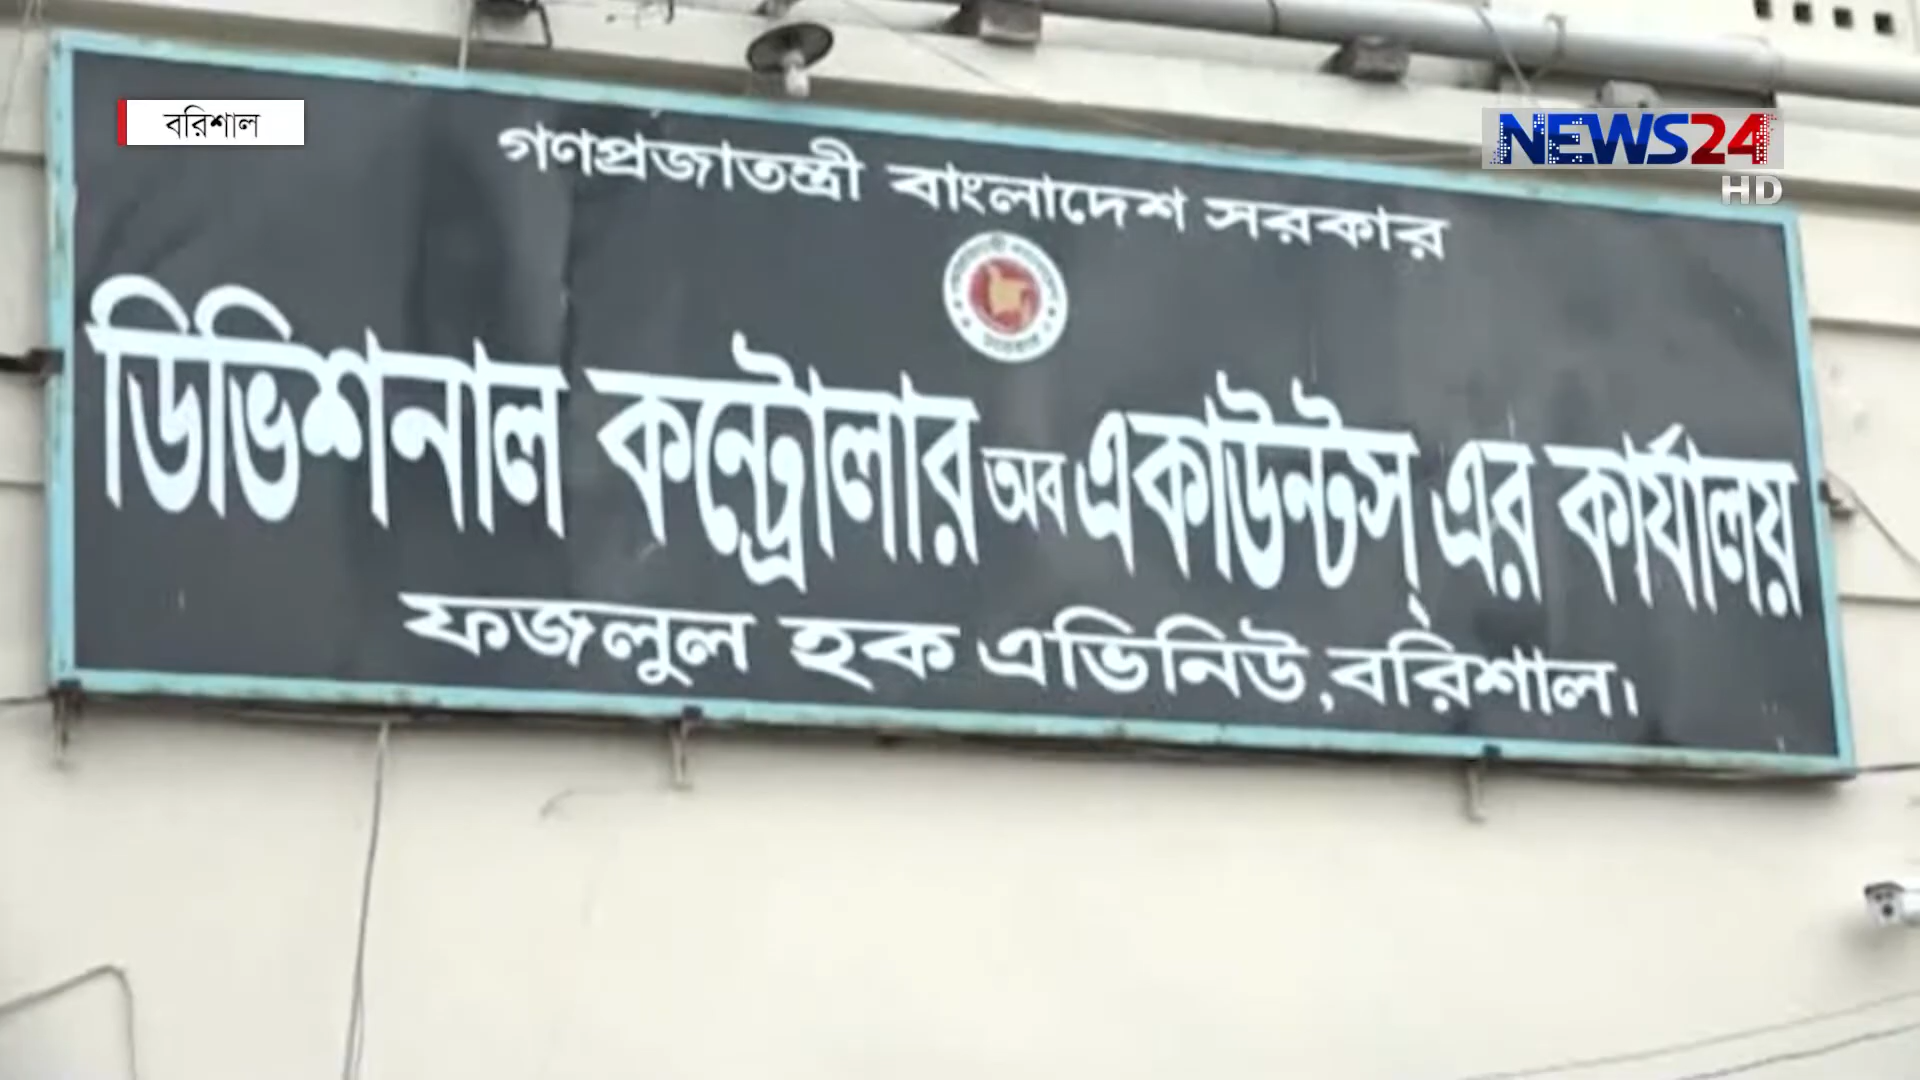 বরিশাল
NEWS24
HD
গণপ্রজাতন্ত্রী বাংলাদেশ সরকার
ডিভিশনাল কন্ট্রোলার অব একাউন্টস্ এর কার্যালয়
ফজলুল হক এভিনিউ,বরিশাল।